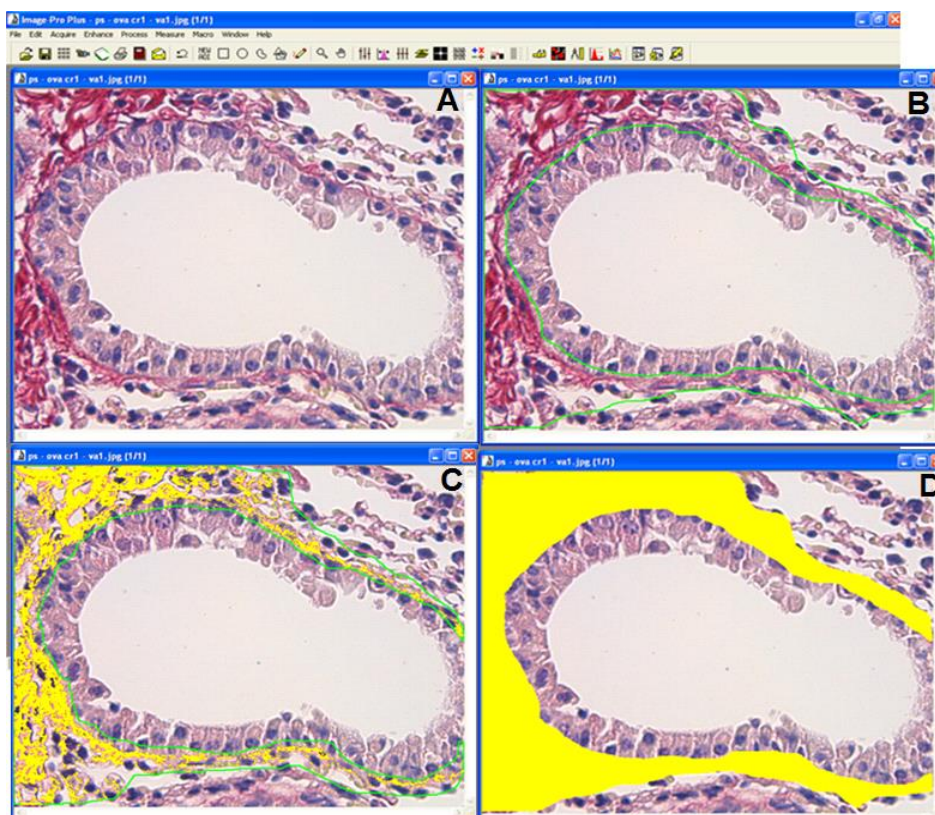 Image-Pro Plus - ps - ova cr1 - va1.jpg (1/1)
File Edit Acquire Enhance Process Measure Macro Window Help
NEW
ps - ova cr1 - va1.jpg (1/1)
A
ps - ova cr1 - va1.jpg (1/1)
B
ps - ova cr1 - va1.jpg (1/1)
C
ps - ova cr1 - va1.jpg (1/1)
D